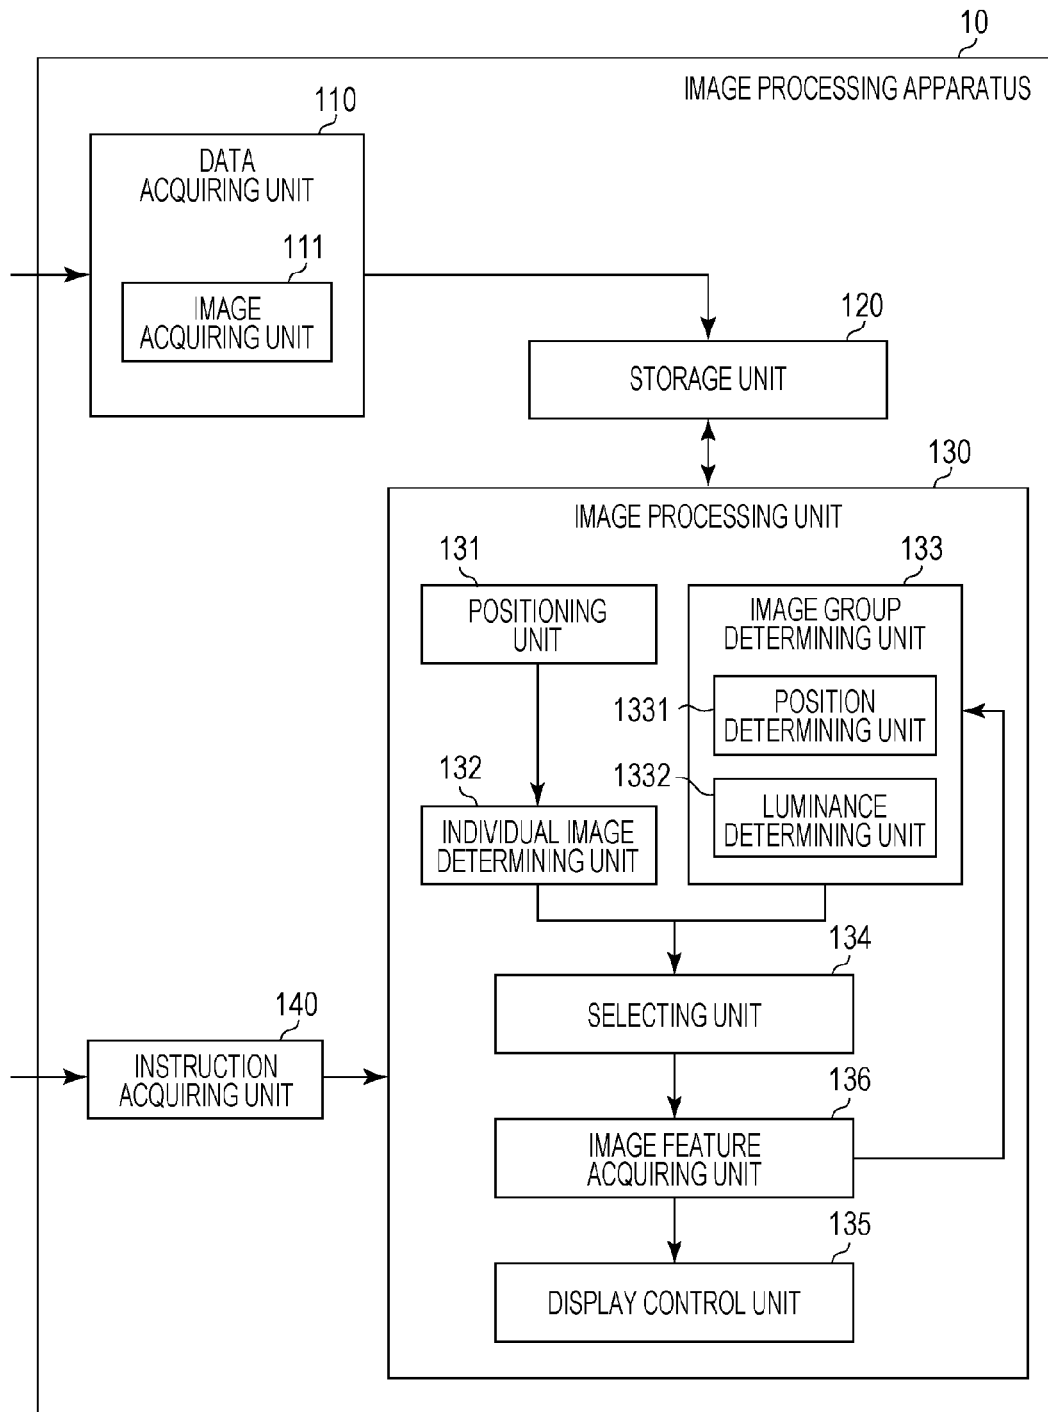 10
IMAGE PROCESSING APPARATUS
110
DATA
ACQUIRING UNIT
111
IMAGE
ACQUIRING UNIT
120
STORAGE UNIT
130
IMAGE PROCESSING UNIT
131
POSITIONING
UNIT
133
IMAGE GROUP
DETERMINING UNIT
1331
POSITION
DETERMINING UNIT
1332
LUMINANCE
DETERMINING UNIT
132
INDIVIDUAL IMAGE
DETERMINING UNIT
134
SELECTING UNIT
140
INSTRUCTION
ACQUIRING UNIT
136
IMAGE FEATURE
ACQUIRING UNIT
135
DISPLAY CONTROL UNIT